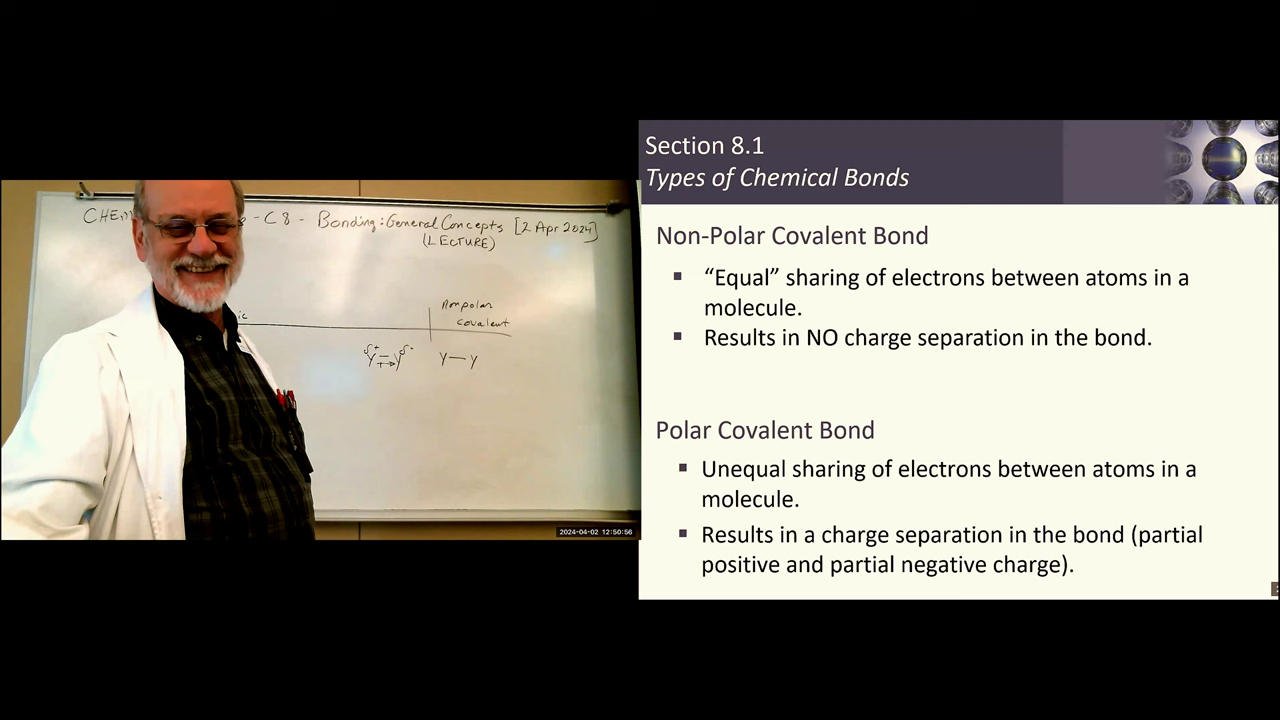 CHEM
- C8 - Bonding: General Concepts [2 Apr 2024]
(LECTURE)
Nonpolar
covalent
ic
δ+ δ-
Y—Y Y—Y
2024-04-02 12:50:56
Section 8.1
Types of Chemical Bonds
Non-Polar Covalent Bond
▪ “Equal” sharing of electrons between atoms in a
molecule.
▪ Results in NO charge separation in the bond.
Polar Covalent Bond
▪ Unequal sharing of electrons between atoms in a
molecule.
▪ Results in a charge separation in the bond (partial
positive and partial negative charge).